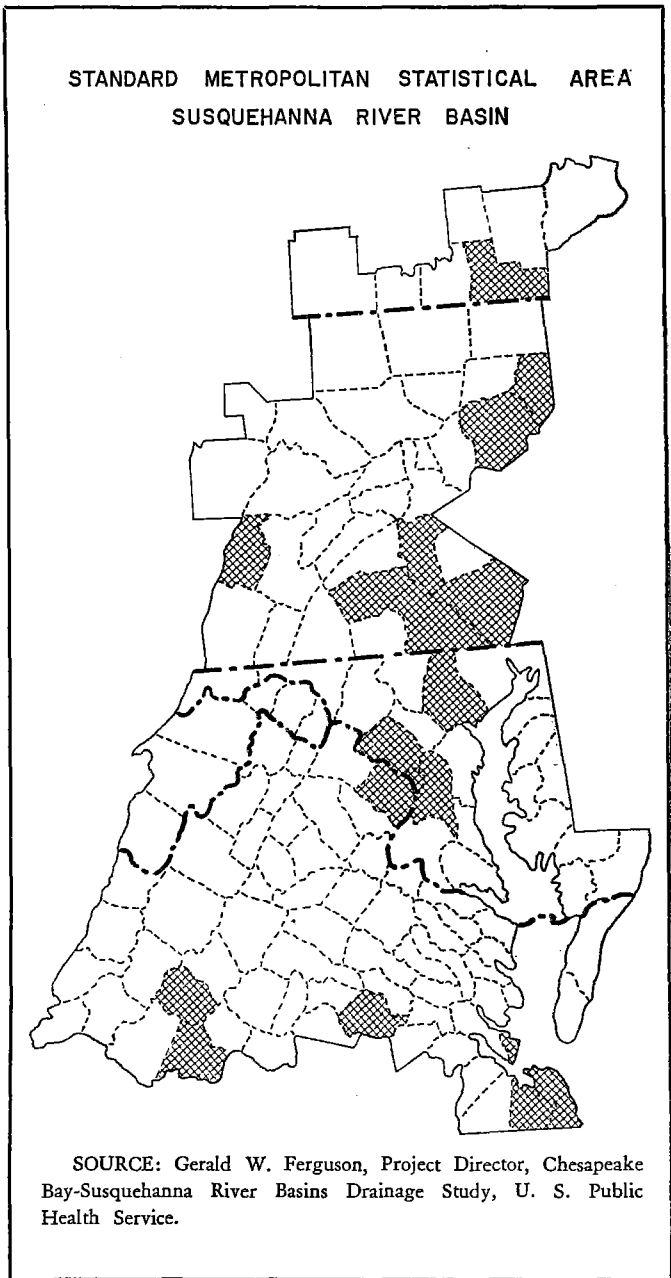 STANDARD METROPOLITAN STATISTICAL AREA
SUSQUEHANNA RIVER BASIN
SOURCE: Gerald W. Ferguson, Project Director, Chesapeake
Bay-Susquehanna River Basins Drainage Study, U. S. Public
Health Service.